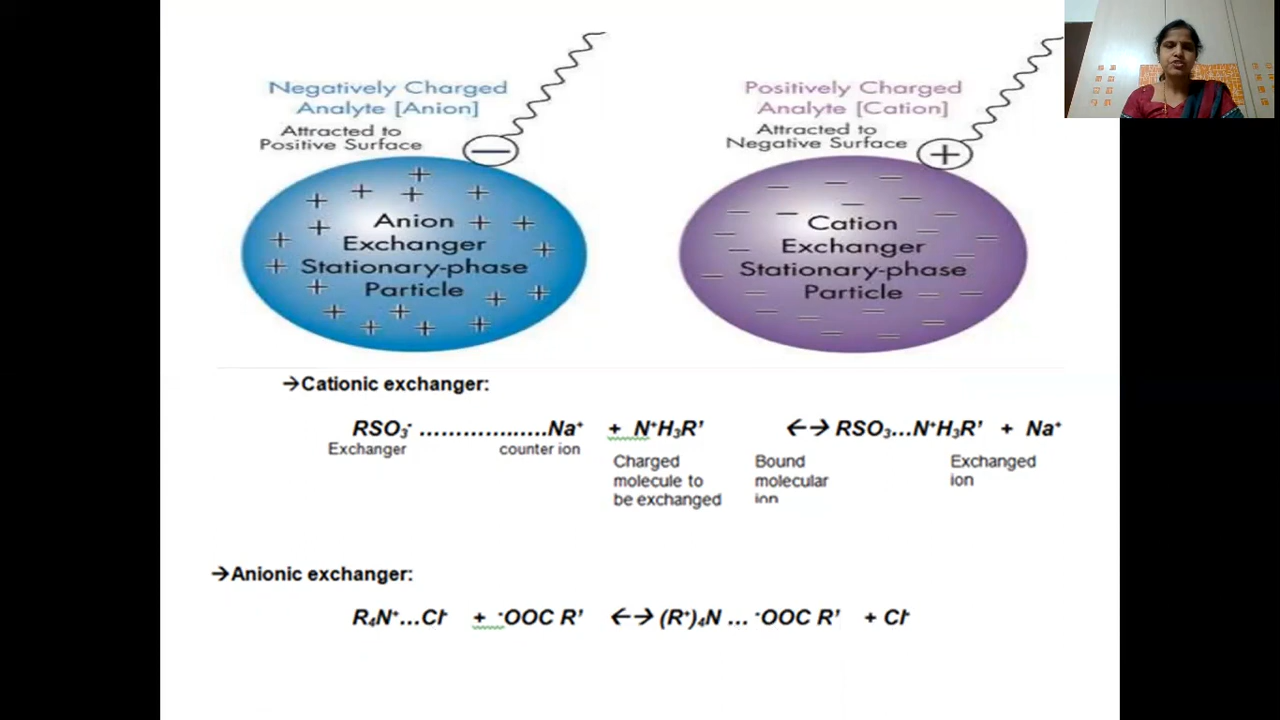 Negatively Charged
Analyte [Anion]
Attracted to
Positive Surface
−
Anion
Exchanger
Stationary-phase
Particle
Positively Charged
Analyte [Cation]
Attracted to
Negative Surface
+
Cation
Exchanger
Stationary-phase
Particle
→Cationic exchanger:
RSO₃⁻ ……………..…..Na⁺ + N⁺H₃R’ ←→ RSO₃…N⁺H₃R’ + Na⁺
Exchanger counter ion
Charged molecule to be exchanged
Bound molecular ion
Exchanged ion
→Anionic exchanger:
R₄N⁺…Cl⁻ + ⁻OOC R’ ←→ (R⁺)₄N … ⁻OOC R’ + Cl⁻